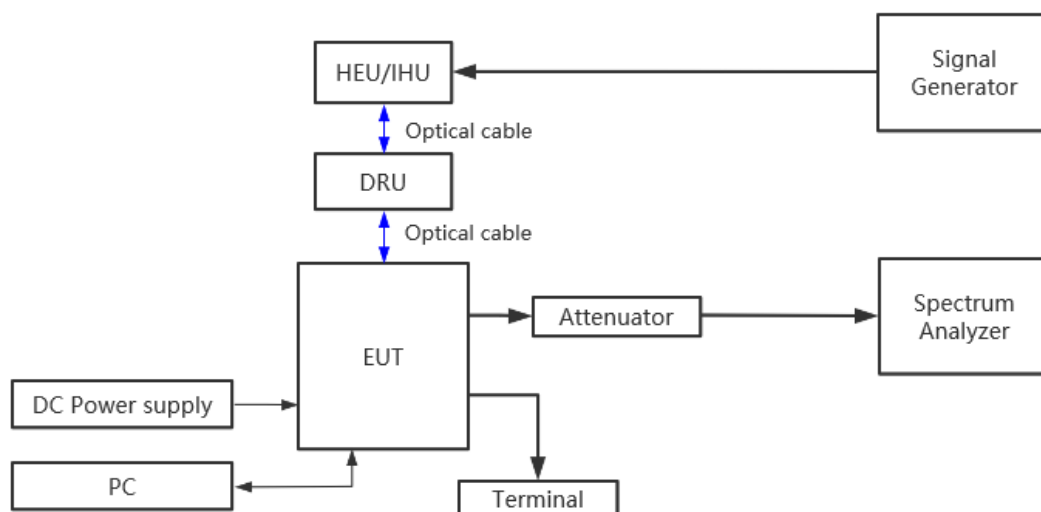 HEU/IHU
Signal
Generator
Optical cable
DRU
Optical cable
EUT
Attenuator
Spectrum
Analyzer
DC Power supply
PC
Terminal